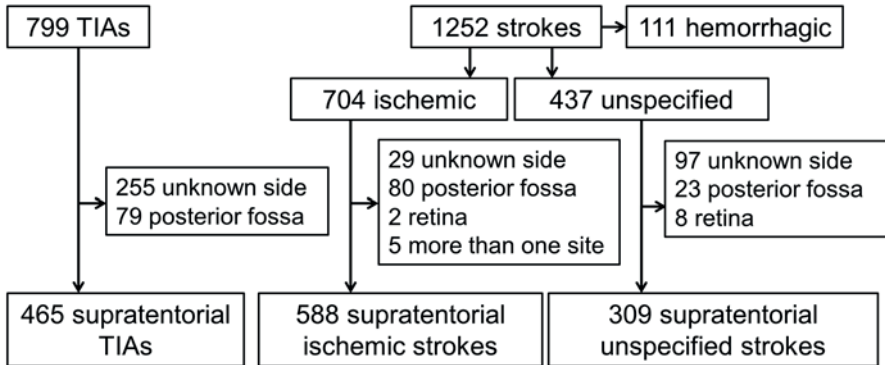 799 TIAs
1252 strokes
111 hemorrhagic
704 ischemic
437 unspecified
255 unknown side
79 posterior fossa
29 unknown side
80 posterior fossa
2 retina
5 more than one site
97 unknown side
23 posterior fossa
8 retina
465 supratentorial
TIAs
588 supratentorial
ischemic strokes
309 supratentorial
unspecified strokes